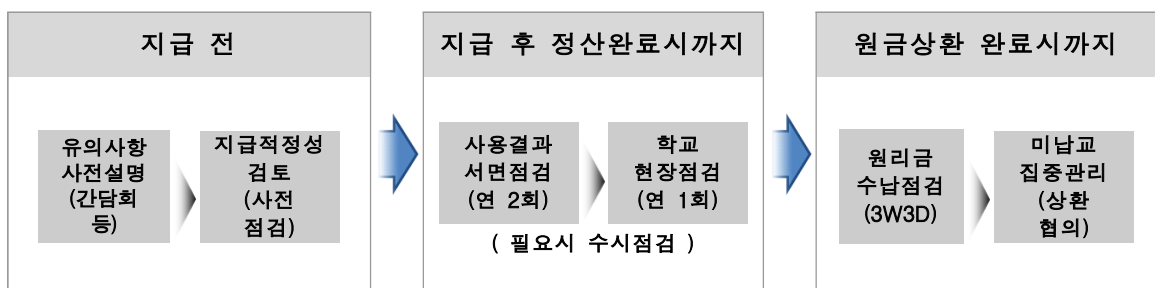 지급 전
유의사항
사전설명
(간담회
등)
지급적정성
검토
(사전
점검)
지급 후 정산완료시까지
사용결과
서면점검
(연 2회)
학교
현장점검
(연 1회)
( 필요시 수시점검 )
원금상환 완료시까지
원리금
수납점검
(3W3D)
미납교
집중관리
(상환
협의)